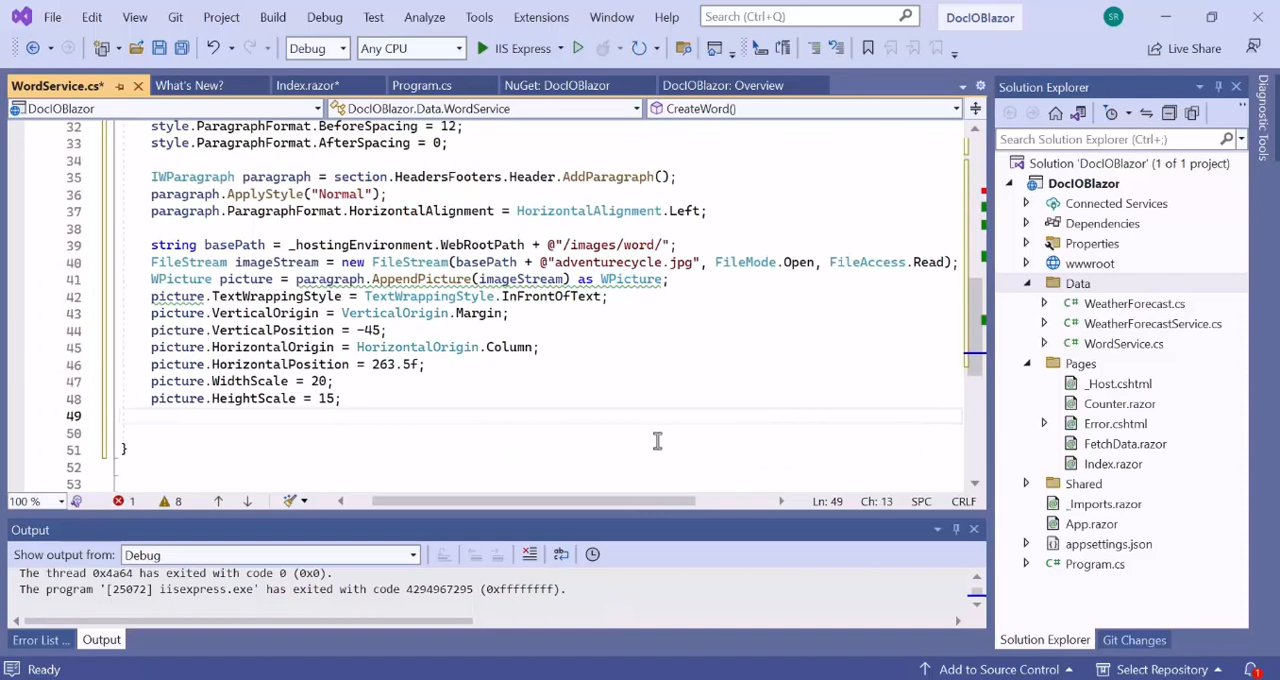 File Edit View Git Project Build Debug Test Analyze Tools Extensions Window Help Search (Ctrl+Q) DocIOBlazor SR
Debug Any CPU IIS Express Live Share
WordService.cs* What's New? Index.razor* Program.cs NuGet: DocIOBlazor DocIOBlazor: Overview
DocIOBlazor DocIOBlazor.Data.WordService CreateWord()
32 style.ParagraphFormat.BeforeSpacing = 12;
33 style.ParagraphFormat.AfterSpacing = 0;
34
35 IWParagraph paragraph = section.HeadersFooters.Header.AddParagraph();
36 paragraph.ApplyStyle("Normal");
37 paragraph.ParagraphFormat.HorizontalAlignment = HorizontalAlignment.Left;
38
39 string basePath = _hostingEnvironment.WebRootPath + @"/images/word/";
40 FileStream imageStream = new FileStream(basePath + @"adventurecycle.jpg", FileMode.Open, FileAccess.Read);
41 WPicture picture = paragraph.AppendPicture(imageStream) as WPicture;
42 picture.TextWrappingStyle = TextWrappingStyle.InFrontOfText;
43 picture.VerticalOrigin = VerticalOrigin.Margin;
44 picture.VerticalPosition = -45;
45 picture.HorizontalOrigin = HorizontalOrigin.Column;
46 picture.HorizontalPosition = 263.5f;
47 picture.WidthScale = 20;
48 picture.HeightScale = 15;
49
50
51 }
52
53
100 % 1 8 Ln: 49 Ch: 13 SPC CRLF
Output
Show output from: Debug
The thread 0x4a64 has exited with code 0 (0x0).
The program '[25072] iisexpress.exe' has exited with code 4294967295 (0xffffffff).
Error List ... Output
Solution Explorer
Search Solution Explorer (Ctrl+;)
Solution 'DocIOBlazor' (1 of 1 project)
DocIOBlazor
Connected Services
Dependencies
Properties
wwwroot
Data
WeatherForecast.cs
WeatherForecastService.cs
WordService.cs
Pages
_Host.cshtml
Counter.razor
Error.cshtml
FetchData.razor
Index.razor
Shared
_Imports.razor
App.razor
appsettings.json
Program.cs
Solution Explorer Git Changes
Diagnostic Tools
Ready Add to Source Control Select Repository 1